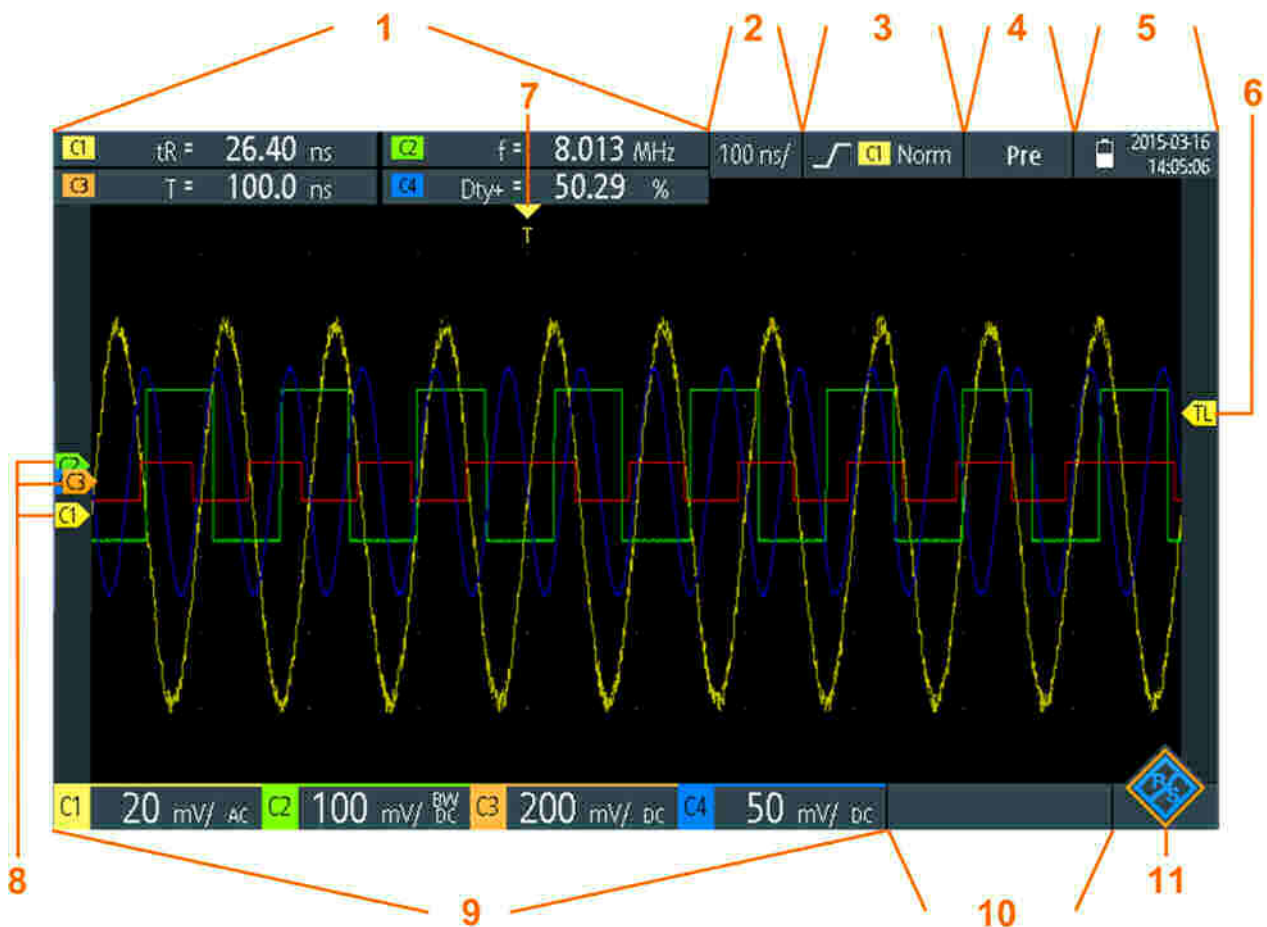 1 2 3 4 5
7 6
C1 tR = 26.40 ns C2 f = 8.013 MHz 100 ns/ C1 Norm Pre 2015-03-16
14:05:06
C3 T = 100.0 ns C4 Dty+ = 50.29 %
T
TL
C2
C3
C1
C1 20 mV/ AC C2 100 mV/ BW DC C3 200 mV/ DC C4 50 mV/ DC
R S
8 9 10 11